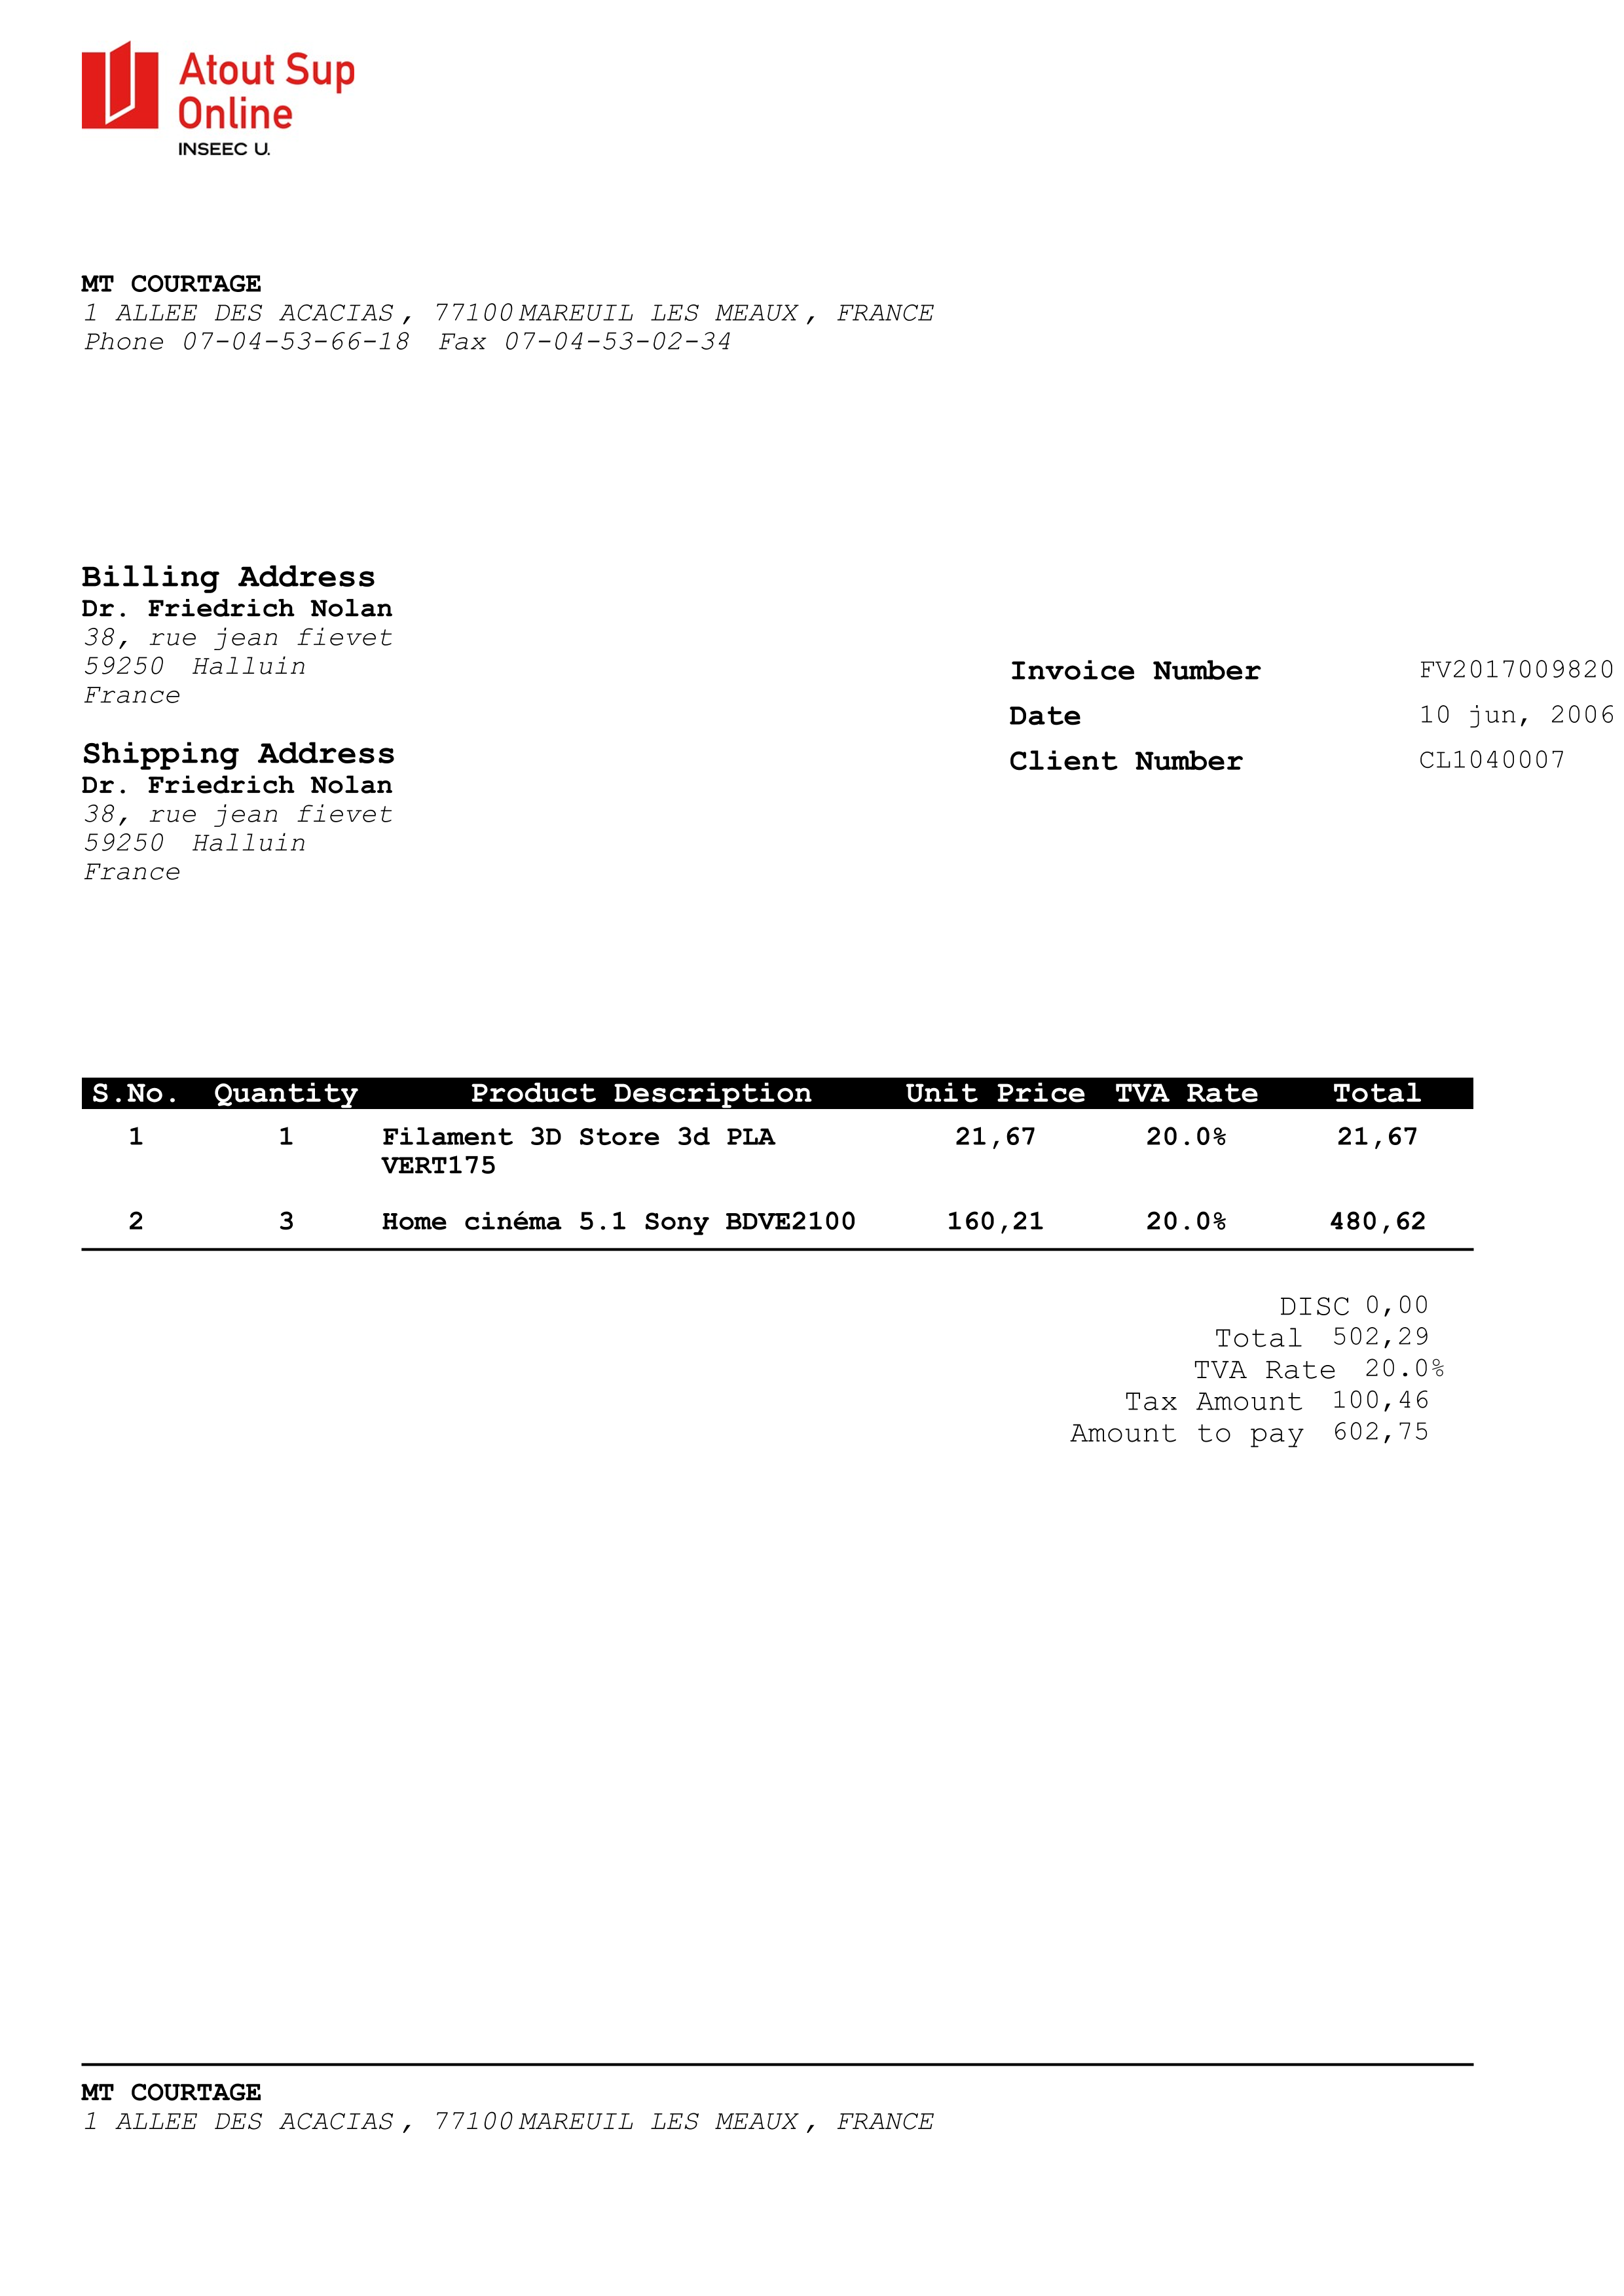 Atout Sup
Online
INSEEC U.
MT COURTAGE
1 ALLEE DES ACACIAS, 77100 MAREUIL LES MEAUX, FRANCE
Phone 07-04-53-66-18 Fax 07-04-53-02-34
Billing Address
Dr. Friedrich Nolan
38, rue jean fievet
59250 Halluin
France
Invoice Number FV2017009820
Date 10 jun, 2006
Client Number CL1040007
Shipping Address
Dr. Friedrich Nolan
38, rue jean fievet
59250 Halluin
France
S.No. Quantity Product Description Unit Price TVA Rate Total
1 1 Filament 3D Store 3d PLA 21,67 20.0% 21,67
VERT175
2 3 Home cinéma 5.1 Sony BDVE2100 160,21 20.0% 480,62
DISC 0,00
Total 502,29
TVA Rate 20.0%
Tax Amount 100,46
Amount to pay 602,75
MT COURTAGE
1 ALLEE DES ACACIAS, 77100 MAREUIL LES MEAUX, FRANCE